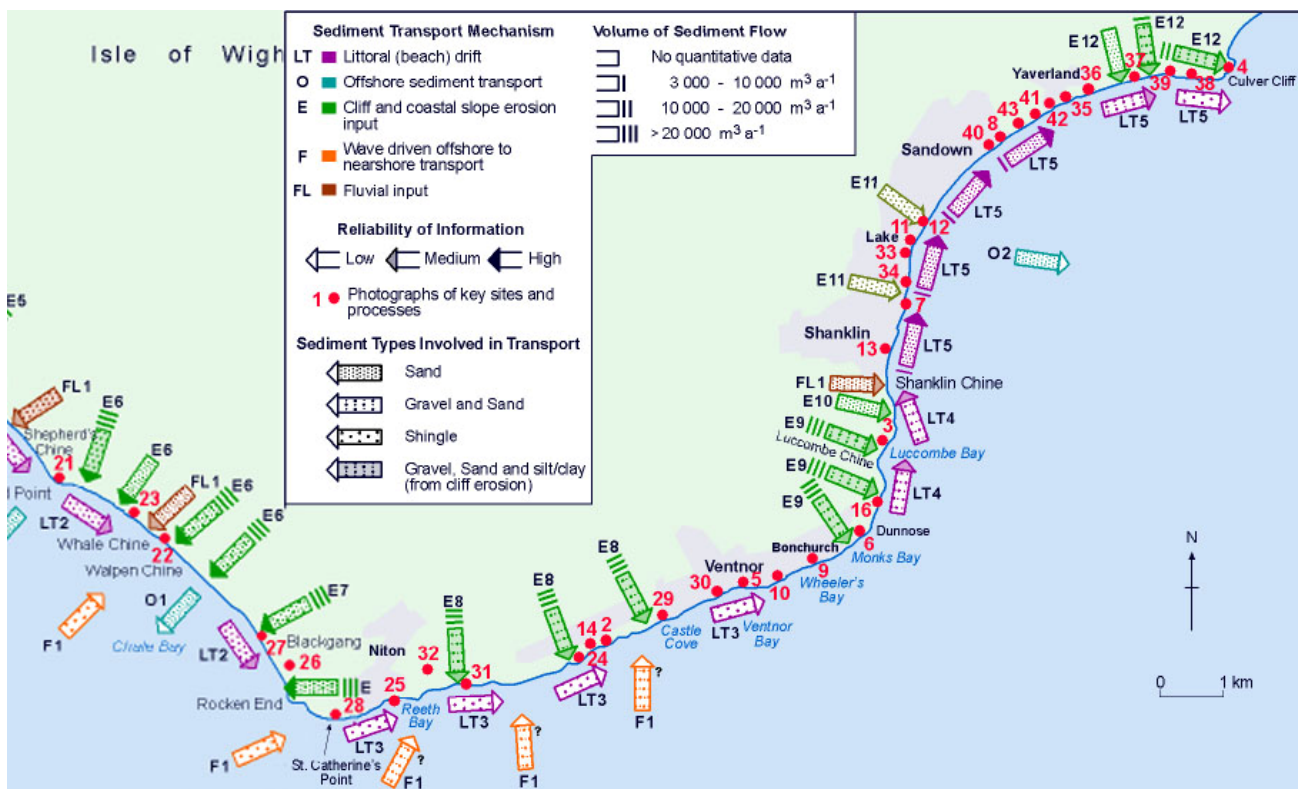 Isle of Wigh
Sediment Transport Mechanism
LT Littoral (beach) drift
O Offshore sediment transport
E Cliff and coastal slope erosion
input
F Wave driven offshore to
nearshore transport
FL Fluvial input
Reliability of Information
Low Medium High
1 Photographs of key sites and
processes
Sediment Types Involved in Transport
Sand
Gravel and Sand
Shingle
Gravel, Sand and silt/clay
(from cliff erosion)
Volume of Sediment Flow
No quantitative data
3 000 - 10 000 m³ a⁻¹
10 000 - 20 000 m³ a⁻¹
>20 000 m³ a⁻¹
E12
E12
E12
37
4
Yaverland
36
39
38
Culver Cliff
41
35
43
42
8
40
LT5
LT5
Sandown
LT5
E11
LT5
11
12
Lake
33
O2
34
LT5
E11
7
Shanklin
13
LT5
FL1
Shanklin Chine
E10
LT4
E9
3
Luccombe Chine
Luccombe Bay
E9
LT4
E9
16
Dunnose
6
Bonchurch
Monks Bay
9
Wheeler's
Bay
Ventnor
30
5
10
LT3
Ventnor
Bay
E8
29
Castle
Cove
E8
14
2
24
LT3
F1
?
E8
Niton
32
31
LT3
?
F1
25
Reeth
Bay
?
F1
LT3
28
St. Catherine's
Point
F1
Rocken End
E
26
27
Blackgang
E7
LT2
O1
Chale Bay
F1
E6
E6
FL1
E6
E6
FL1
E5
Shepherd's
Chine
21
d Point
23
LT2
Whale Chine
22
Walpen Chine
N
0 1 km